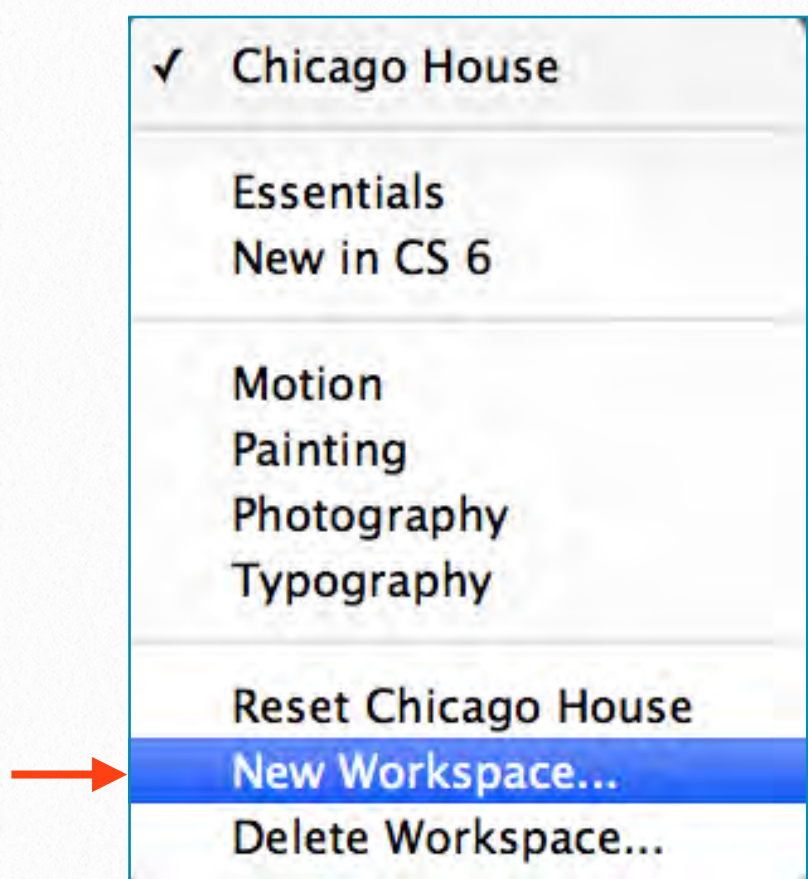 ✓ Chicago House
Essentials
New in CS 6
Motion
Painting
Photography
Typography
Reset Chicago House
New Workspace...
Delete Workspace...